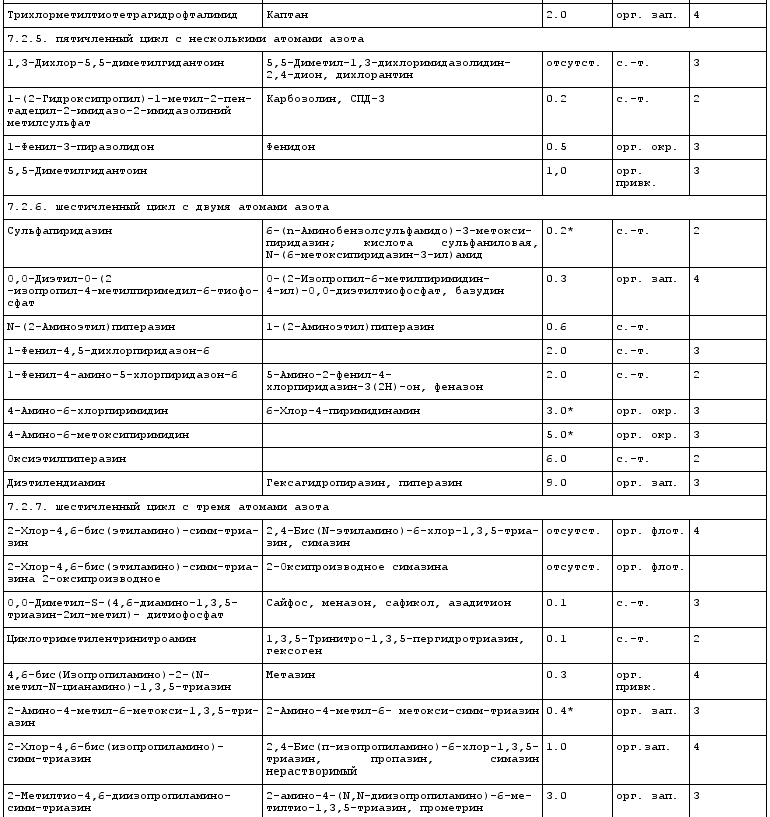 Трихлорметилтиотетрагидрофталимид Каптан 2.0 орг. зап. 4
7.2.5. пятичленный цикл с несколькими атомами азота
1,3-Дихлор-5,5-диметилгидантоин 5,5-Диметил-1,3-дихлоримидазолидин- отсутст. с.-т. 3
2,4-дион, дихлорантин
1-(2-Гидроксипропил)-1-метил-2-пен- Карбозолин, СПД-3 0.2 с.-т. 2
тадецил-2-имидазо-2-имидазолиний
метилсульфат
1-Фенил-3-пиразолидон Фенидон 0.5 орг. окр. 3
5,5-Диметилгидантоин 1,0 орг. 3
привк.
7.2.6. шестичленный цикл с двумя атомами азота
Сульфапиридазин 6-(п-Аминобензолсульфамидо)-3-метокси- 0.2* с.-т. 2
пиридазин; кислота сульфаниловая,
N-(6-метоксипиридазин-3-ил)амид
0,0-Диэтил-0-(2 0-(2-Изопропил-6-метилпиримидин- 0.3 орг. зап. 4
-изопропил-4-метилпиримедил-6-тиофо- 4-ил)-0,0-диэтилтиофосфат, базудин
сфат
N-(2-Аминоэтил)пиперазин 1-(2-Аминоэтил)пиперазин 0.6 с.-т.
1-Фенил-4,5-дихлорпиридазон-6 2.0 с.-т. 3
1-Фенил-4-амино-5-хлорпиридазон-6 5-Амино-2-фенил-4- 2.0 с.-т. 2
хлорпиридазин-3(2Н)-он, феназон
4-Амино-6-хлорпиримидин 6-Хлор-4-пиримидинамин 3.0* орг. окр. 3
4-Амино-6-метоксипиримидин 5.0* орг. окр. 3
Оксиэтилпиперазин 6.0 с.-т. 2
Диэтилендиамин Гексагидропиразин, пиперазин 9.0 орг. зап. 3
7.2.7. шестичленный цикл с тремя атомами азота
2-Хлор-4,6-бис(этиламино)-симм-триа- 2,4-Бис(N-этиламино)-6-хлор-1,3,5-триа- отсутст. орг. флот. 4
зин зин, симазин
2-Хлор-4,6-бис(этиламино)-симм-триа- 2-Оксипроизводное симазина отсутст. орг. флот.
зина 2-оксипроизводное
0,0-Диметил-S-(4,6-диамино-1,3,5- Сайфос, меназон, сафикол, азадитион 0.1 с.-т. 3
триазин-2ил-метил)- дитиофосфат
Циклотриметилентринитроамин 1,3,5-Тринитро-1,3,5-пергидротриазин, 0.1 с.-т. 2
гексоген
4,6-бис(Изопропиламино)-2-(N- Метазин 0.3 орг. 4
метил-N-цианамино)-1,3,5-триазин привк.
2-Амино-4-метил-6-метокси-1,3,5-три- 2-Амино-4-метил-6- метокси-симм-триазин 0.4* орг. зап. 3
азин
2-Хлор-4,6-бис(изопропиламино)- 2,4-Бис(п-изопропиламино)-6-хлор-1,3,5- 1.0 орг.зап. 4
симм-триазин триазин, пропазин, симазин
нерастворимый
2-Метилтио-4,6-диизопропиламино- 2-амино-4-(N,N-диизопропиламино)-6-ме- 3.0 орг. зап. 3
симм-триазин тилтио-1,3,5-триазин, прометрин